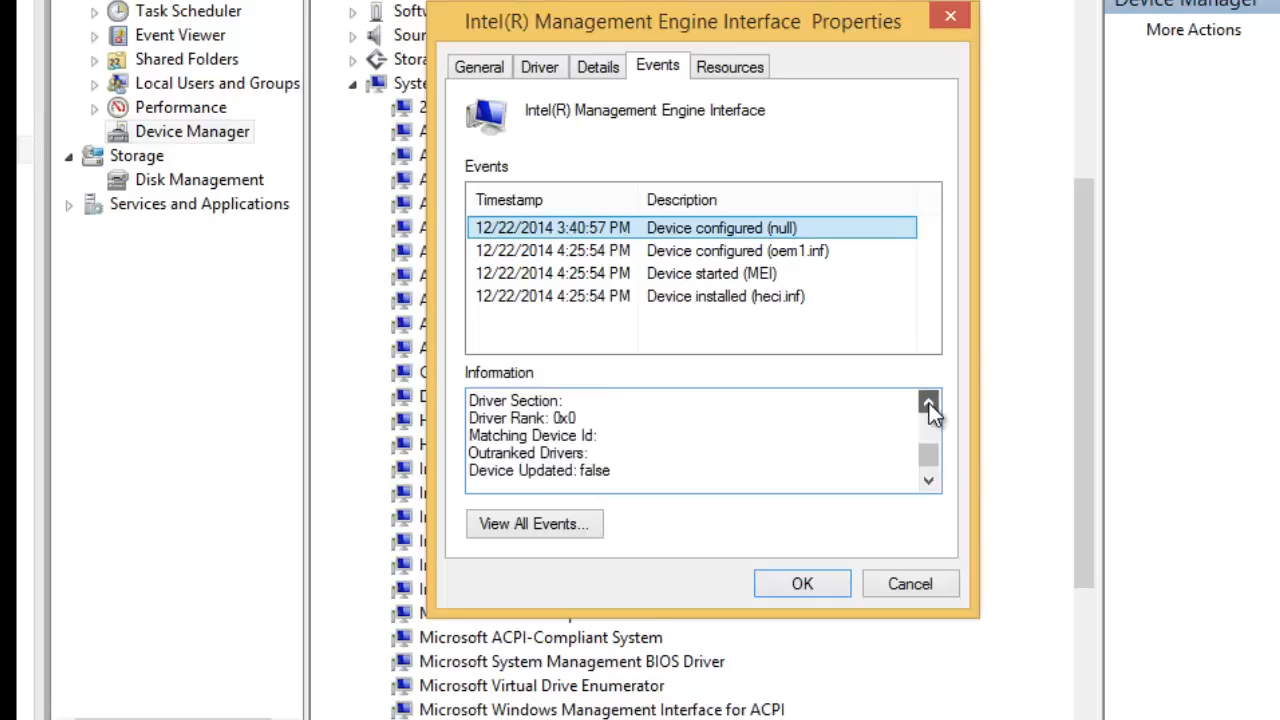 Task Scheduler
Event Viewer
Shared Folders
Local Users and Groups
Performance
Device Manager
Storage
Disk Management
Services and Applications
Intel(R) Management Engine Interface Properties
General
Driver
Details
Events
Resources
Intel(R) Management Engine Interface
Events
Timestamp Description
12/22/2014 3:40:57 PM Device configured (null)
12/22/2014 4:25:54 PM Device configured (oem1.inf)
12/22/2014 4:25:54 PM Device started (MEI)
12/22/2014 4:25:54 PM Device installed (heci.inf)
Information
Driver Section:
Driver Rank: 0x0
Matching Device Id:
Outranked Drivers:
Device Updated: false
View All Events...
OK
Cancel
Microsoft ACPI-Compliant System
Microsoft System Management BIOS Driver
Microsoft Virtual Drive Enumerator
Microsoft Windows Management Interface for ACPI
Device Manager
More Actions